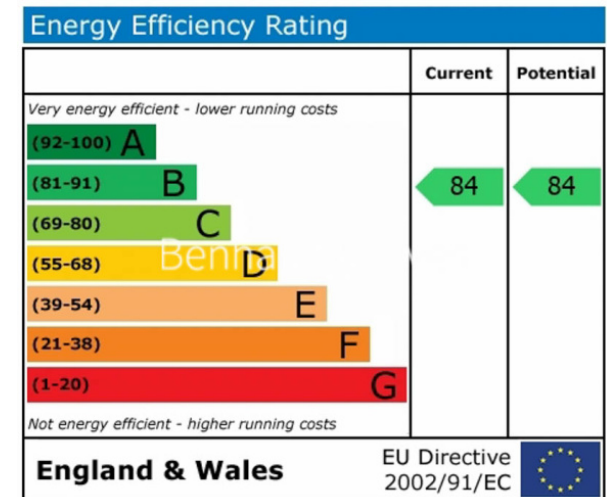 Energy Efficiency Rating
Current Potential
Very energy efficient - lower running costs
(92-100) A
(81-91) B 84 84
(69-80) C
(55-68) D
(39-54) E
(21-38) F
(1-20) G
Not energy efficient - higher running costs
England & Wales
EU Directive
2002/91/EC